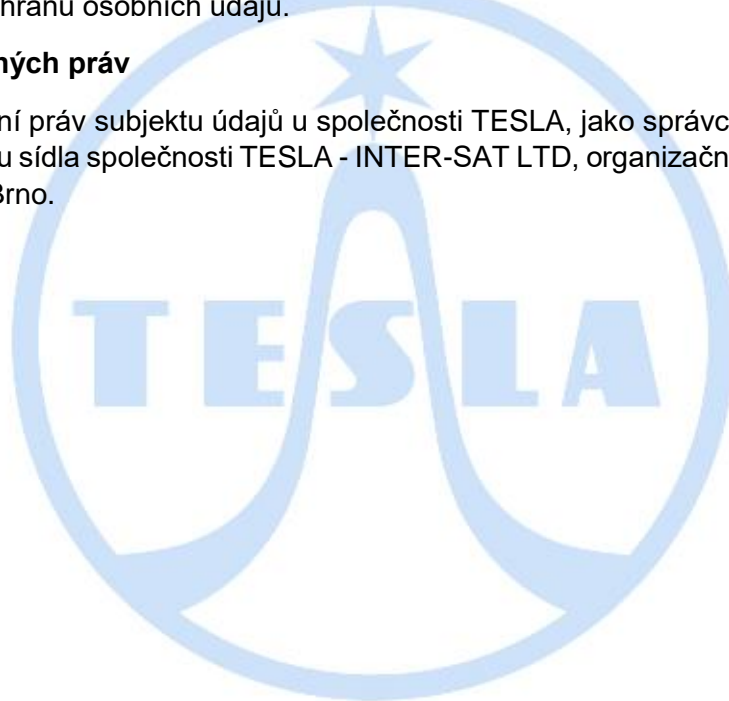 hranu osobních údajů.
ných práv
ní práv subjektu údajů u společnosti TESLA, jako správc
u sídla společnosti TESLA - INTER-SAT LTD, organizačn
Brno.
TESLA